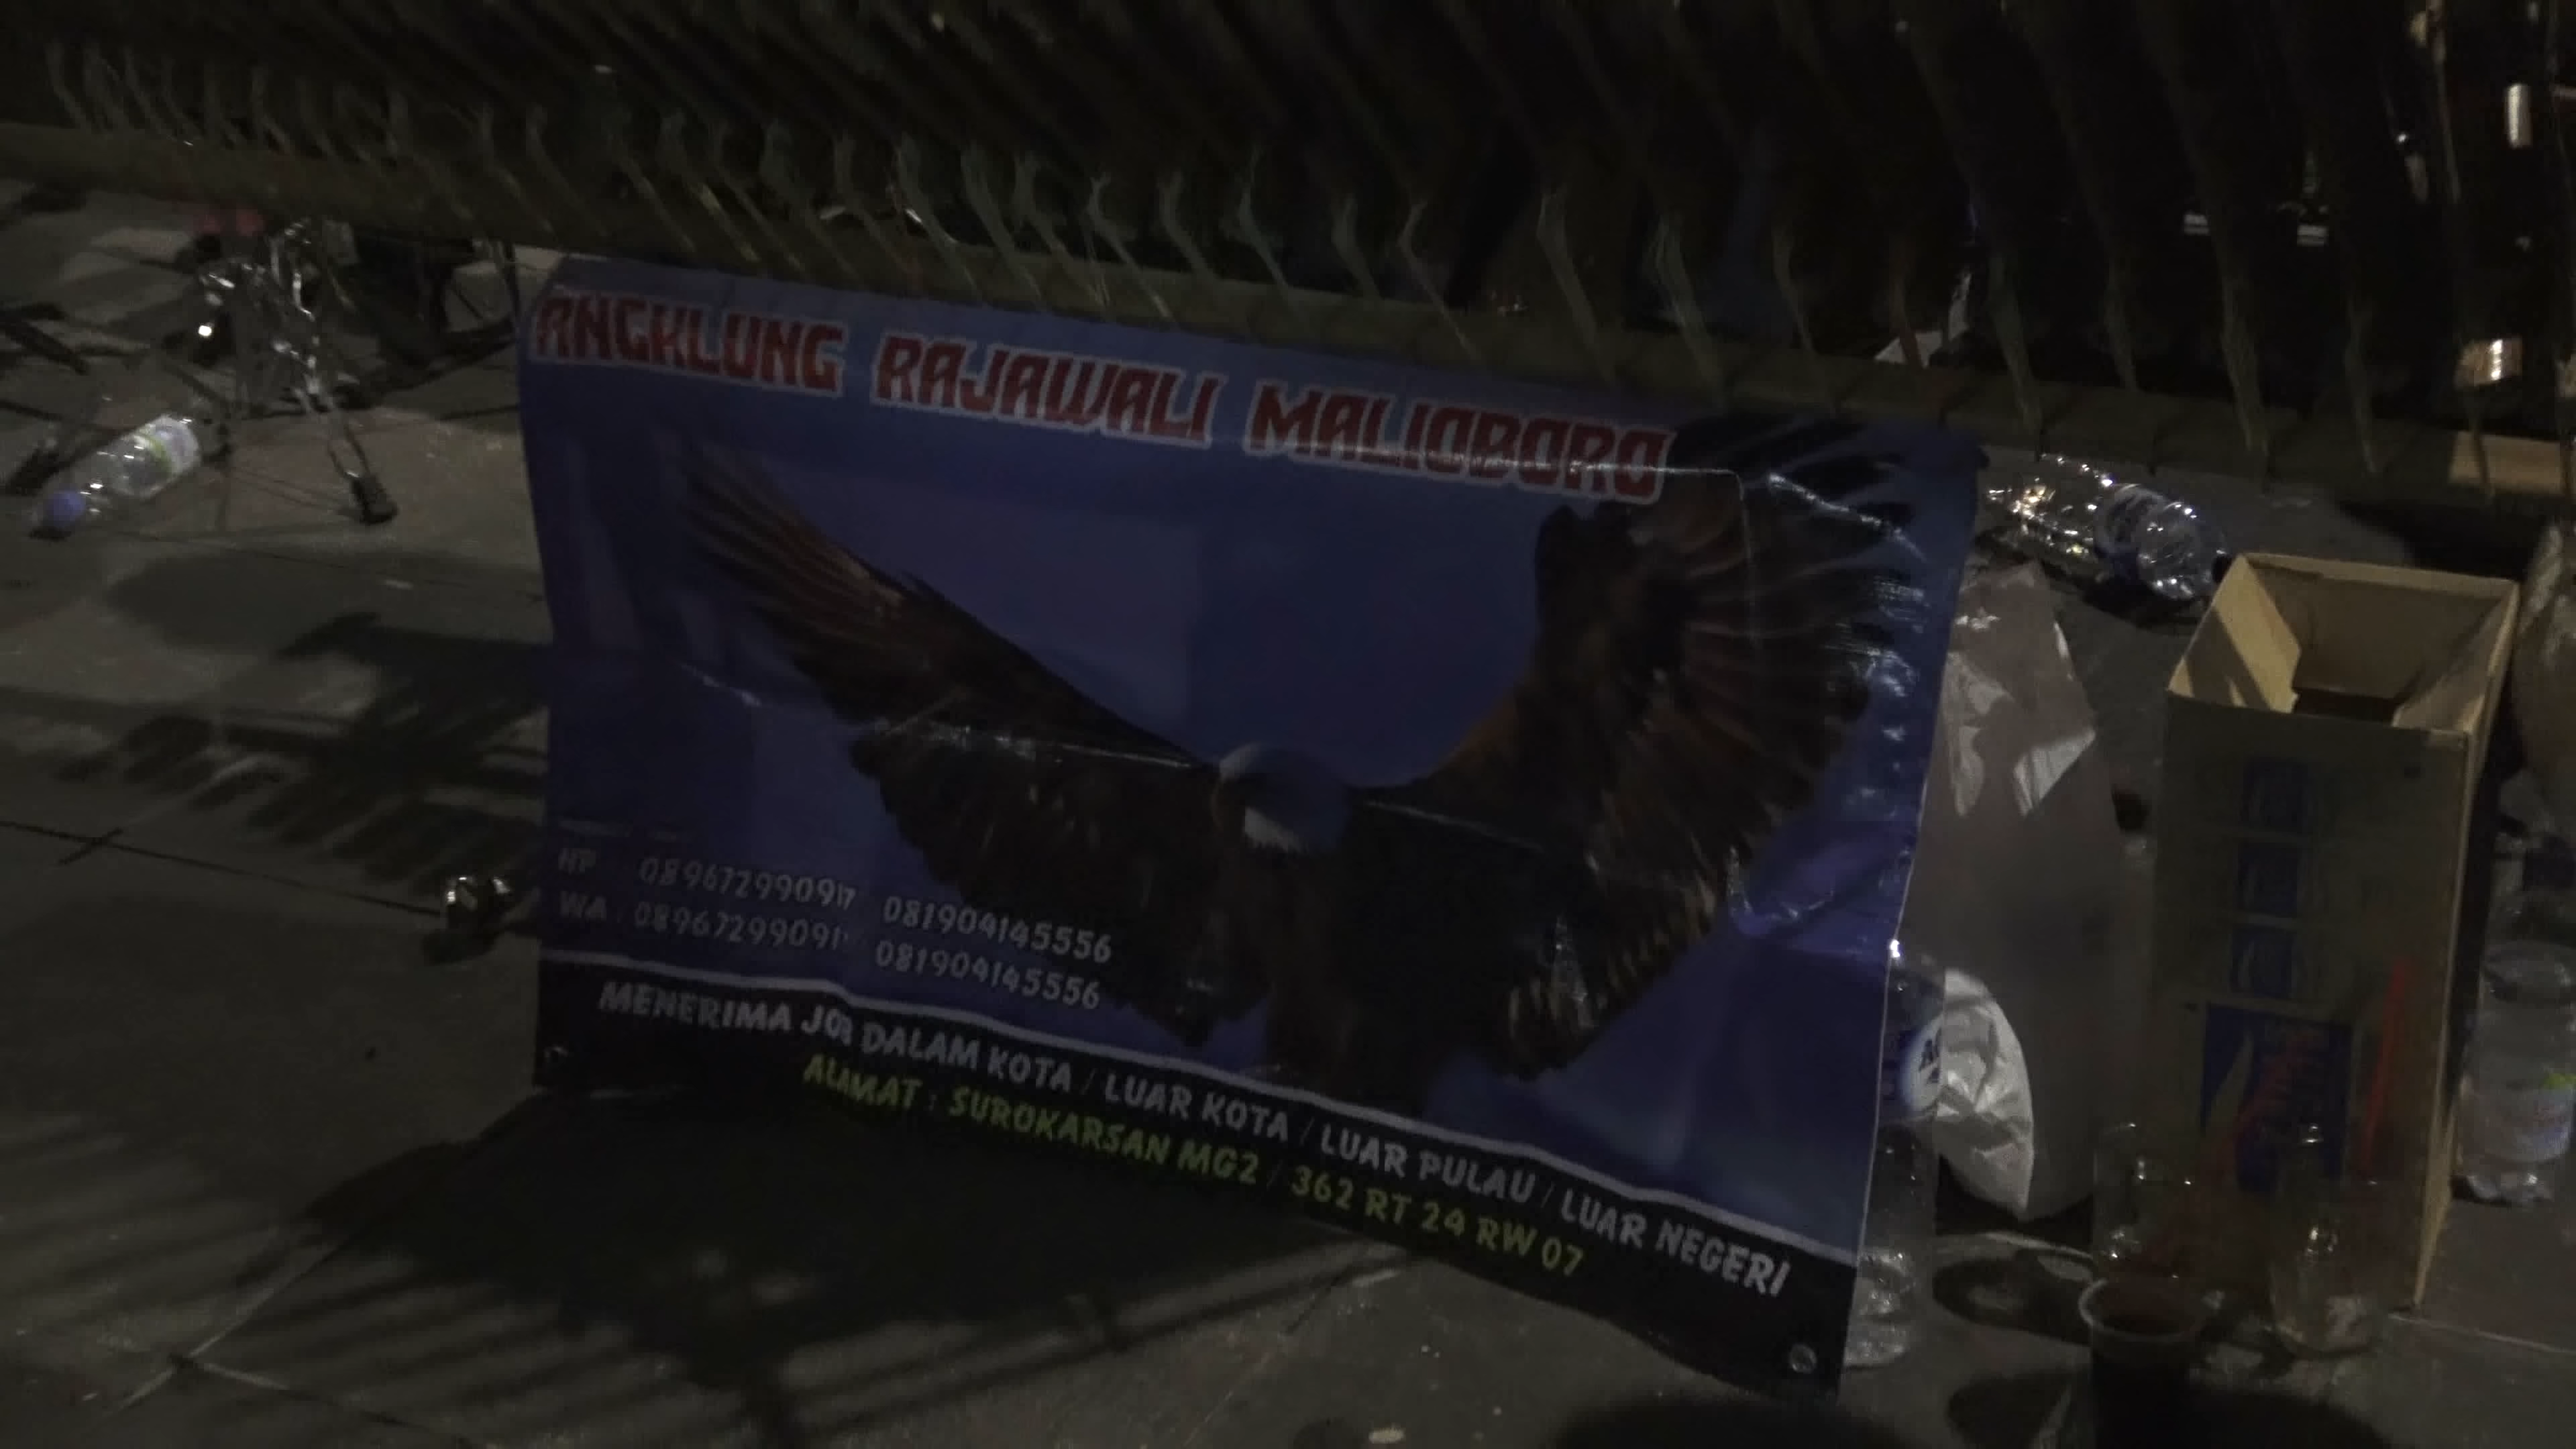 ANGKLUNG RAJAWALI MALIOBORO
HP : 089672990917 081904145556
WA : 089672990917 081904145556
MENERIMA JOB DALAM KOTA / LUAR KOTA / LUAR PULAU / LUAR NEGERI
ALAMAT : SUROKARSAN MG2 / 362 RT 24 RW 07